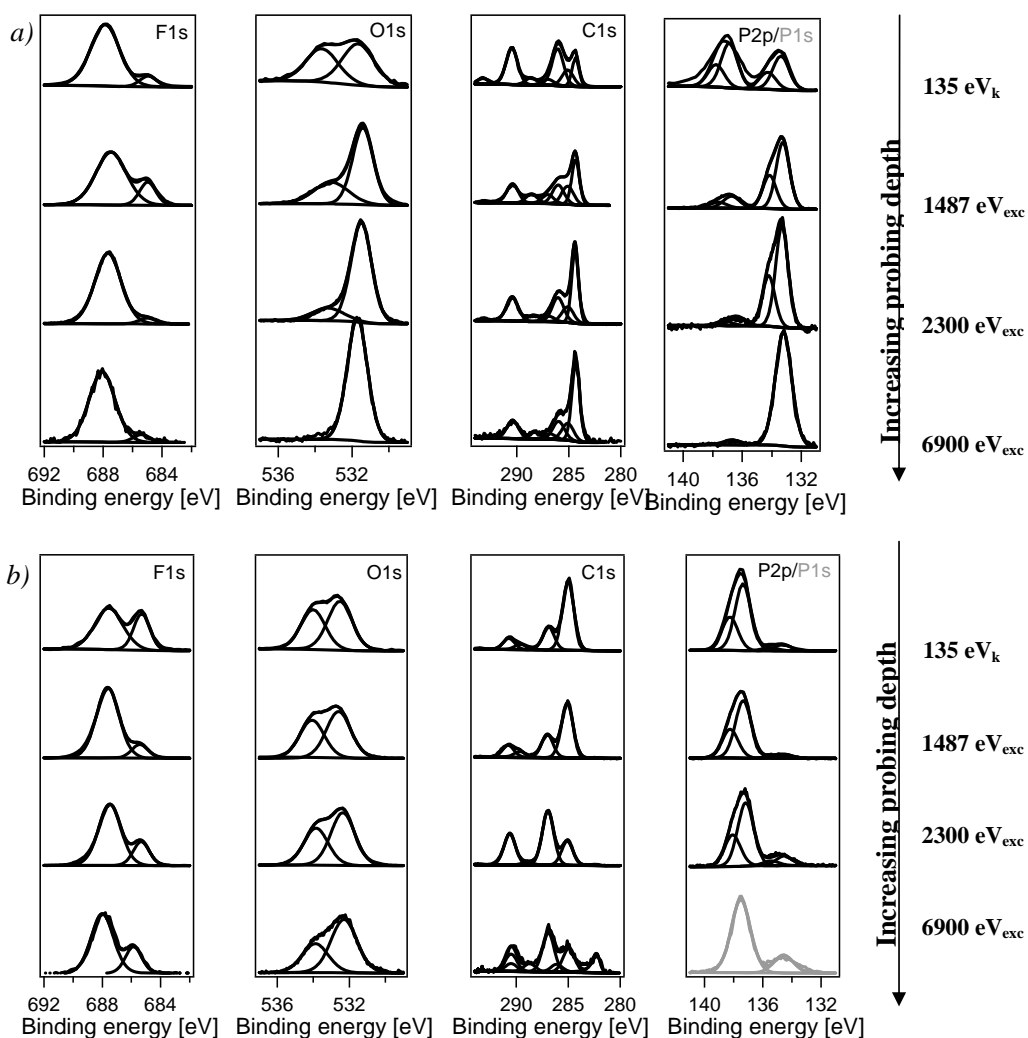 a)
F1s
O1s
C1s
P2p/P1s
135 eVk
1487 eVexc
2300 eVexc
6900 eVexc
Increasing probing depth
692 688 684
536 532
290 285 280
140 136 132
Binding energy [eV]
Binding energy [eV]
Binding energy [eV]
Binding energy [eV]
b)
F1s
O1s
C1s
P2p/P1s
135 eVk
1487 eVexc
2300 eVexc
6900 eVexc
Increasing probing depth
692 688 684
536 532
290 285 280
140 136 132
Binding energy [eV]
Binding energy [eV]
Binding energy [eV]
Binding energy [eV]